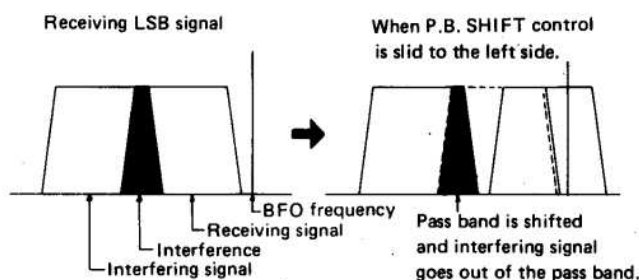 Receiving LSB signal
When P.B. SHIFT control
is slid to the left side.
BFO frequency
Receiving signal
Interference
Interfering signal
Pass band is shifted
and interfering signal
goes out of the pass band.